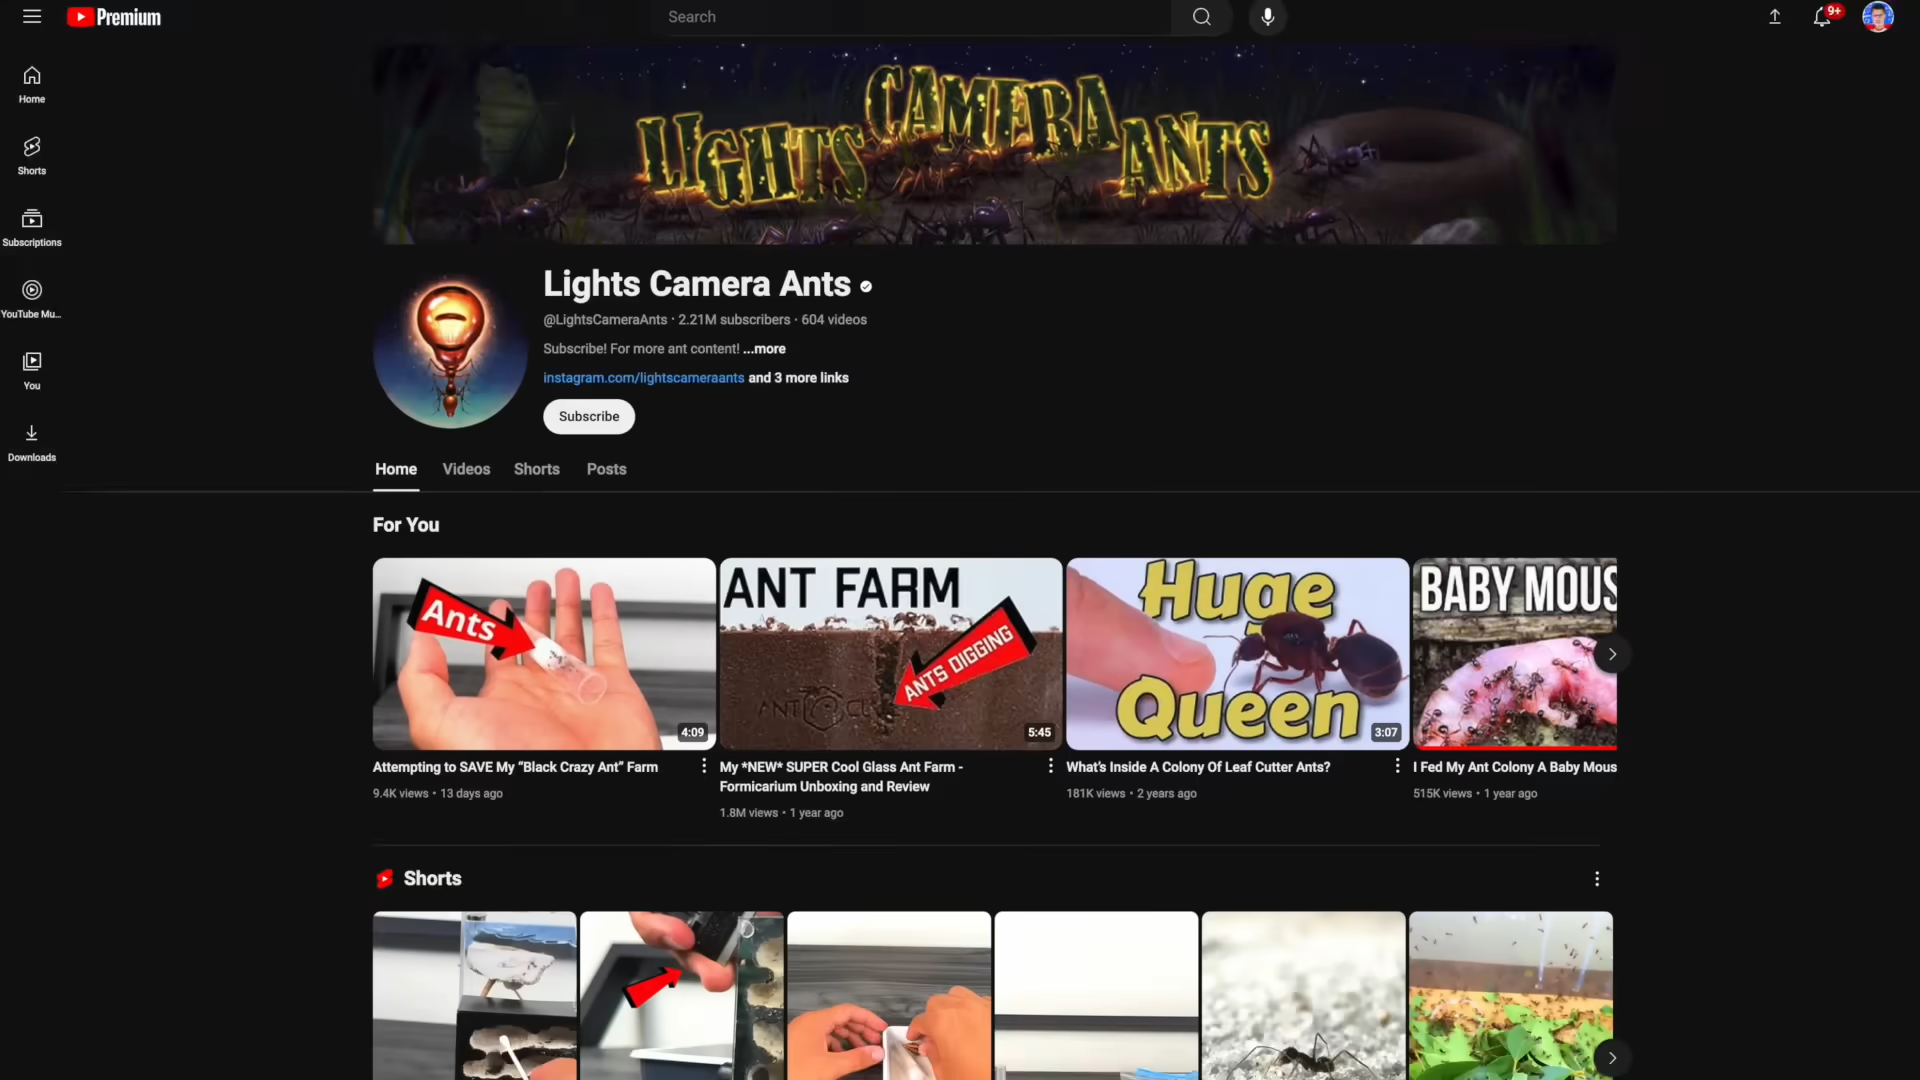 Premium
Search
9+
Home
Shorts
Subscriptions
YouTube Mu...
You
Downloads
LIGHTS CAMERA ANTS
Lights Camera Ants
@LightsCameraAnts · 2.21M subscribers · 604 videos
Subscribe! For more ant content! ...more
instagram.com/lightscameraants and 3 more links
Subscribe
Home Videos Shorts Posts
For You
Ants
4:09
ANT FARM
ANTS DIGGING
5:45
Huge
Queen
3:07
BABY MOUS
Attempting to SAVE My “Black Crazy Ant” Farm
9.4K views • 13 days ago
My *NEW* SUPER Cool Glass Ant Farm -
Formicarium Unboxing and Review
1.8M views • 1 year ago
What's Inside A Colony Of Leaf Cutter Ants?
181K views • 2 years ago
I Fed My Ant Colony A Baby Mous
515K views • 1 year ago
Shorts